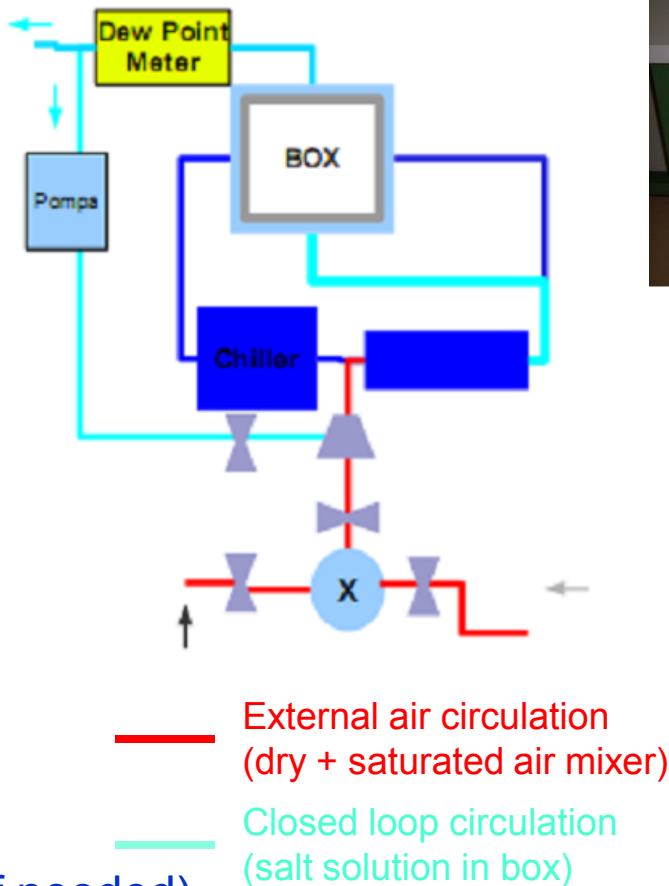 Dew Point
Meter
BOX
Pompa
Chiller
X
External air circulation
(dry + saturated air mixer)
Closed loop circulation
(salt solution in box)
needed)